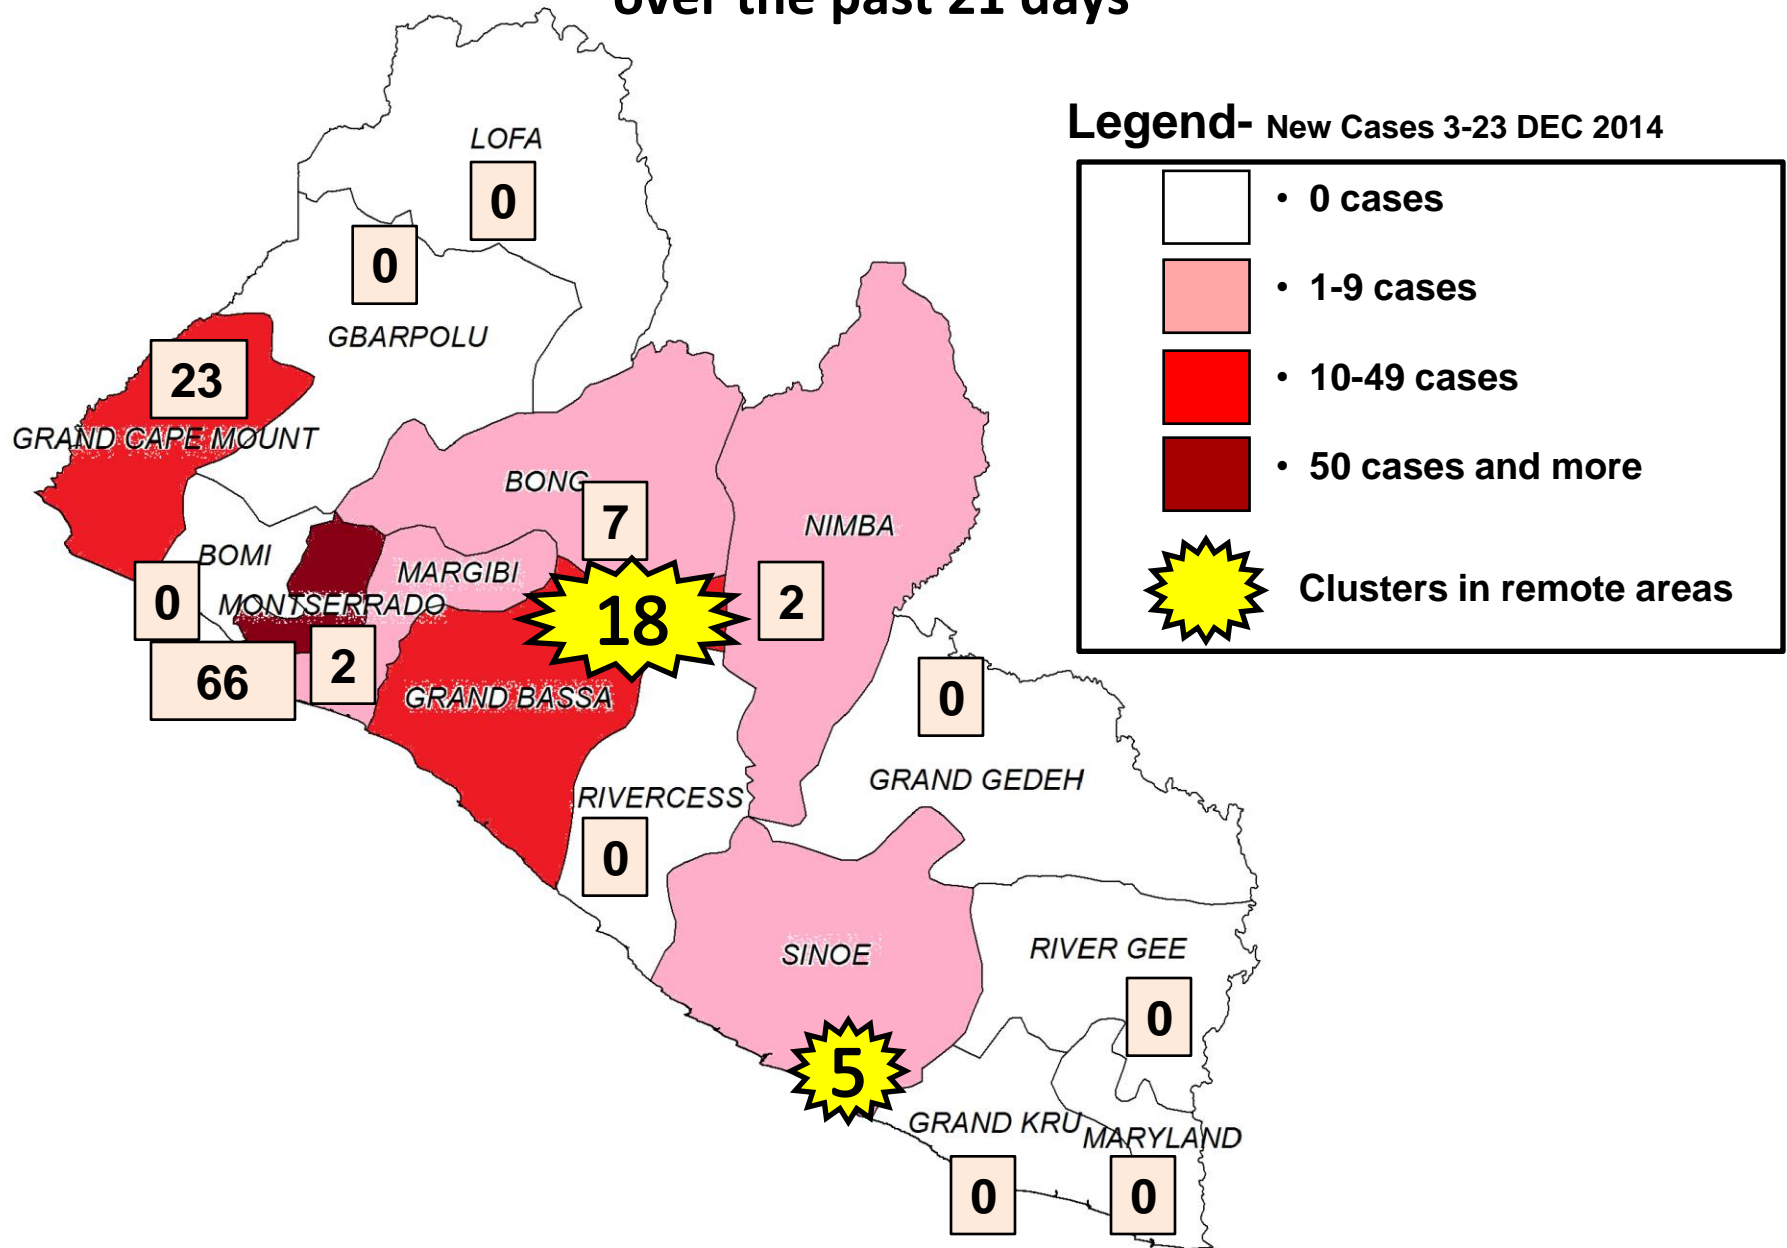 over the past 21 days
Legend- New Cases 3-23 DEC 2014
• 0 cases
• 1-9 cases
• 10-49 cases
• 50 cases and more
Clusters in remote areas
LOFA
0
0
GBARPOLU
23
GRAND CAPE MOUNT
BONG
7
NIMBA
BOMI
MARGIBI
0
MONTSERRADO
18
2
66
2
GRAND BASSA
0
GRAND GEDEH
RIVERCESS
0
SINOE
RIVER GEE
0
5
GRAND KRU
MARYLAND
0
0